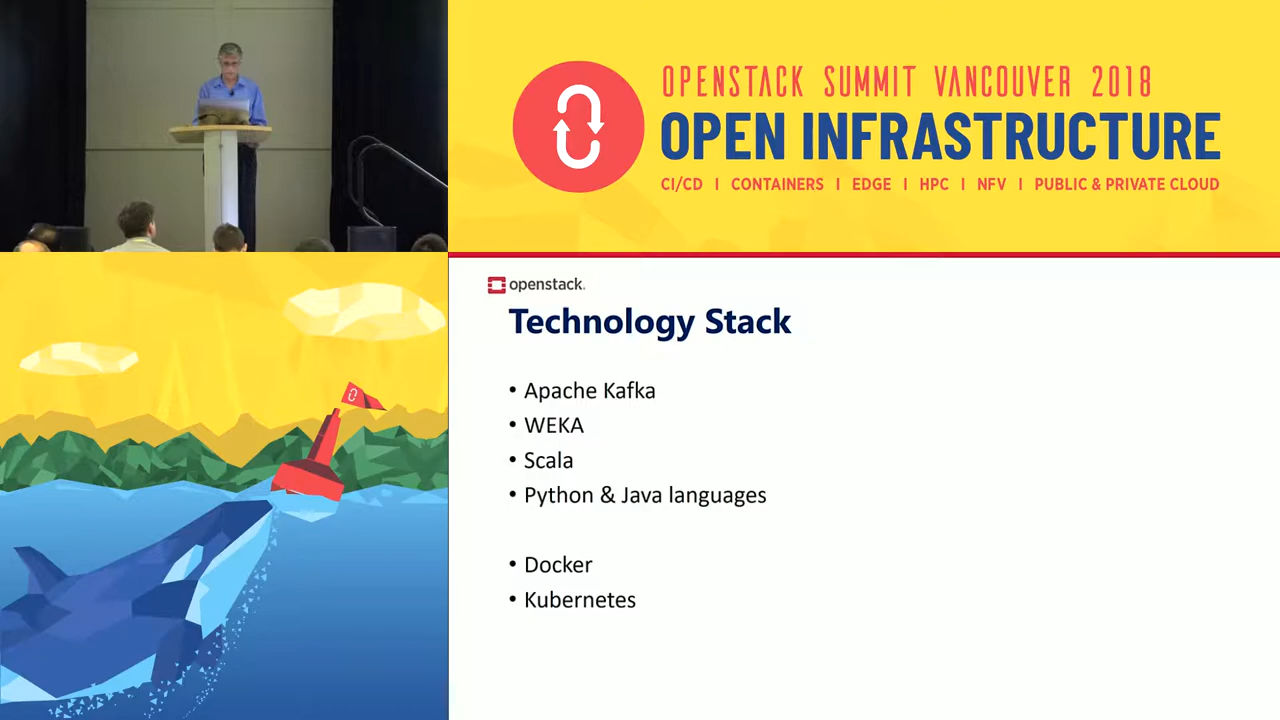 OPENSTACK SUMMIT VANCOUVER 2018
OPEN INFRASTRUCTURE
CI/CD | CONTAINERS | EDGE | HPC | NFV | PUBLIC & PRIVATE CLOUD
openstack.
Technology Stack
• Apache Kafka
• WEKA
• Scala
• Python & Java languages
• Docker
• Kubernetes